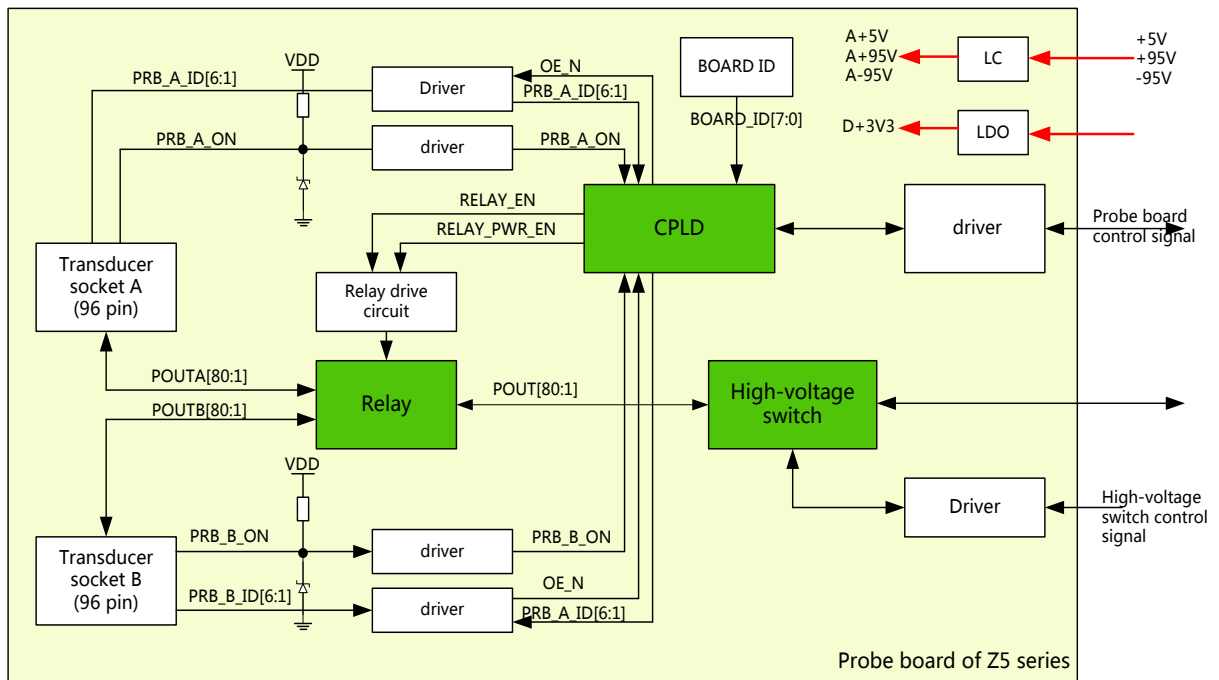 VDD
PRB_A_ID[6:1]
PRB_A_ON
Driver
driver
OE_N
PRB_A_ID[6:1]
PRB_A_ON
BOARD ID
BOARD_ID[7:0]
A+5V
A+95V
A-95V
LC
+5V
+95V
-95V
D+3V3
LDO
RELAY_EN
RELAY_PWR_EN
CPLD
driver
Probe board
control signal
Transducer
socket A
(96 pin)
Relay drive
circuit
POUTA[80:1]
POUTB[80:1]
Relay
POUT[80:1]
High-voltage
switch
VDD
Driver
High-voltage
switch control
signal
Transducer
socket B
(96 pin)
PRB_B_ON
PRB_B_ID[6:1]
driver
driver
PRB_B_ON
OE_N
PRB_A_ID[6:1]
Probe board of Z5 series